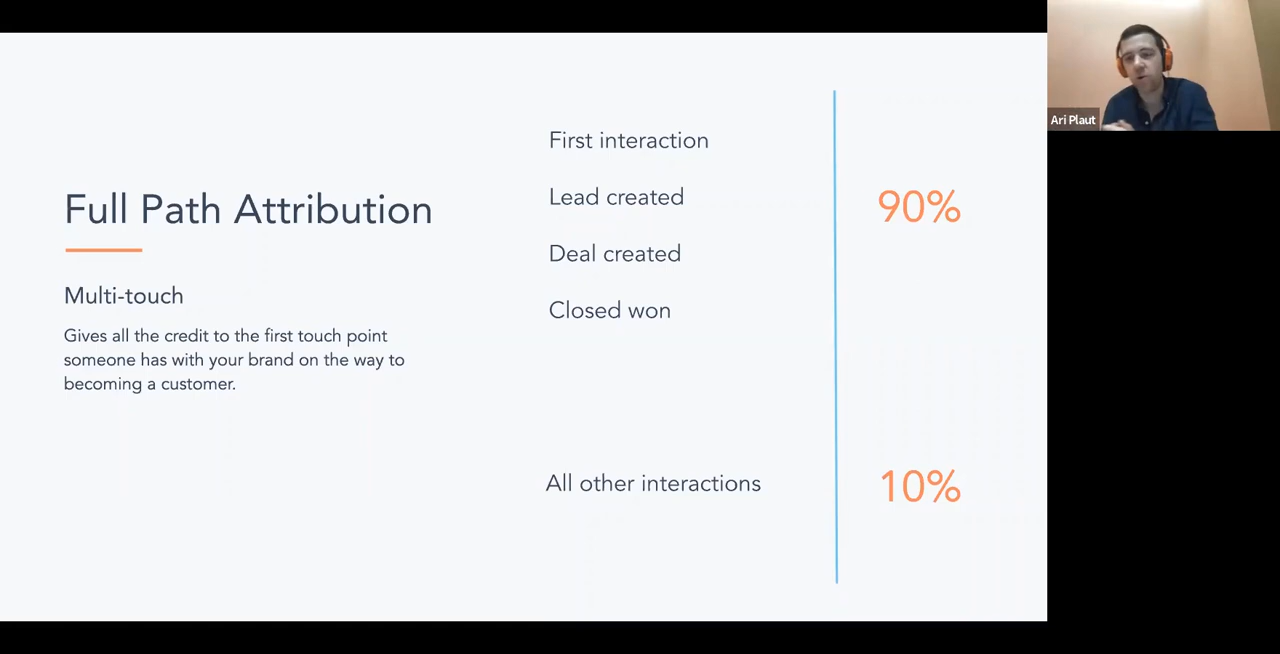 Full Path Attribution
Multi-touch
Gives all the credit to the first touch point
someone has with your brand on the way to
becoming a customer.
First interaction
Lead created
Deal created
Closed won
90%
All other interactions
10%
Ari Plaut